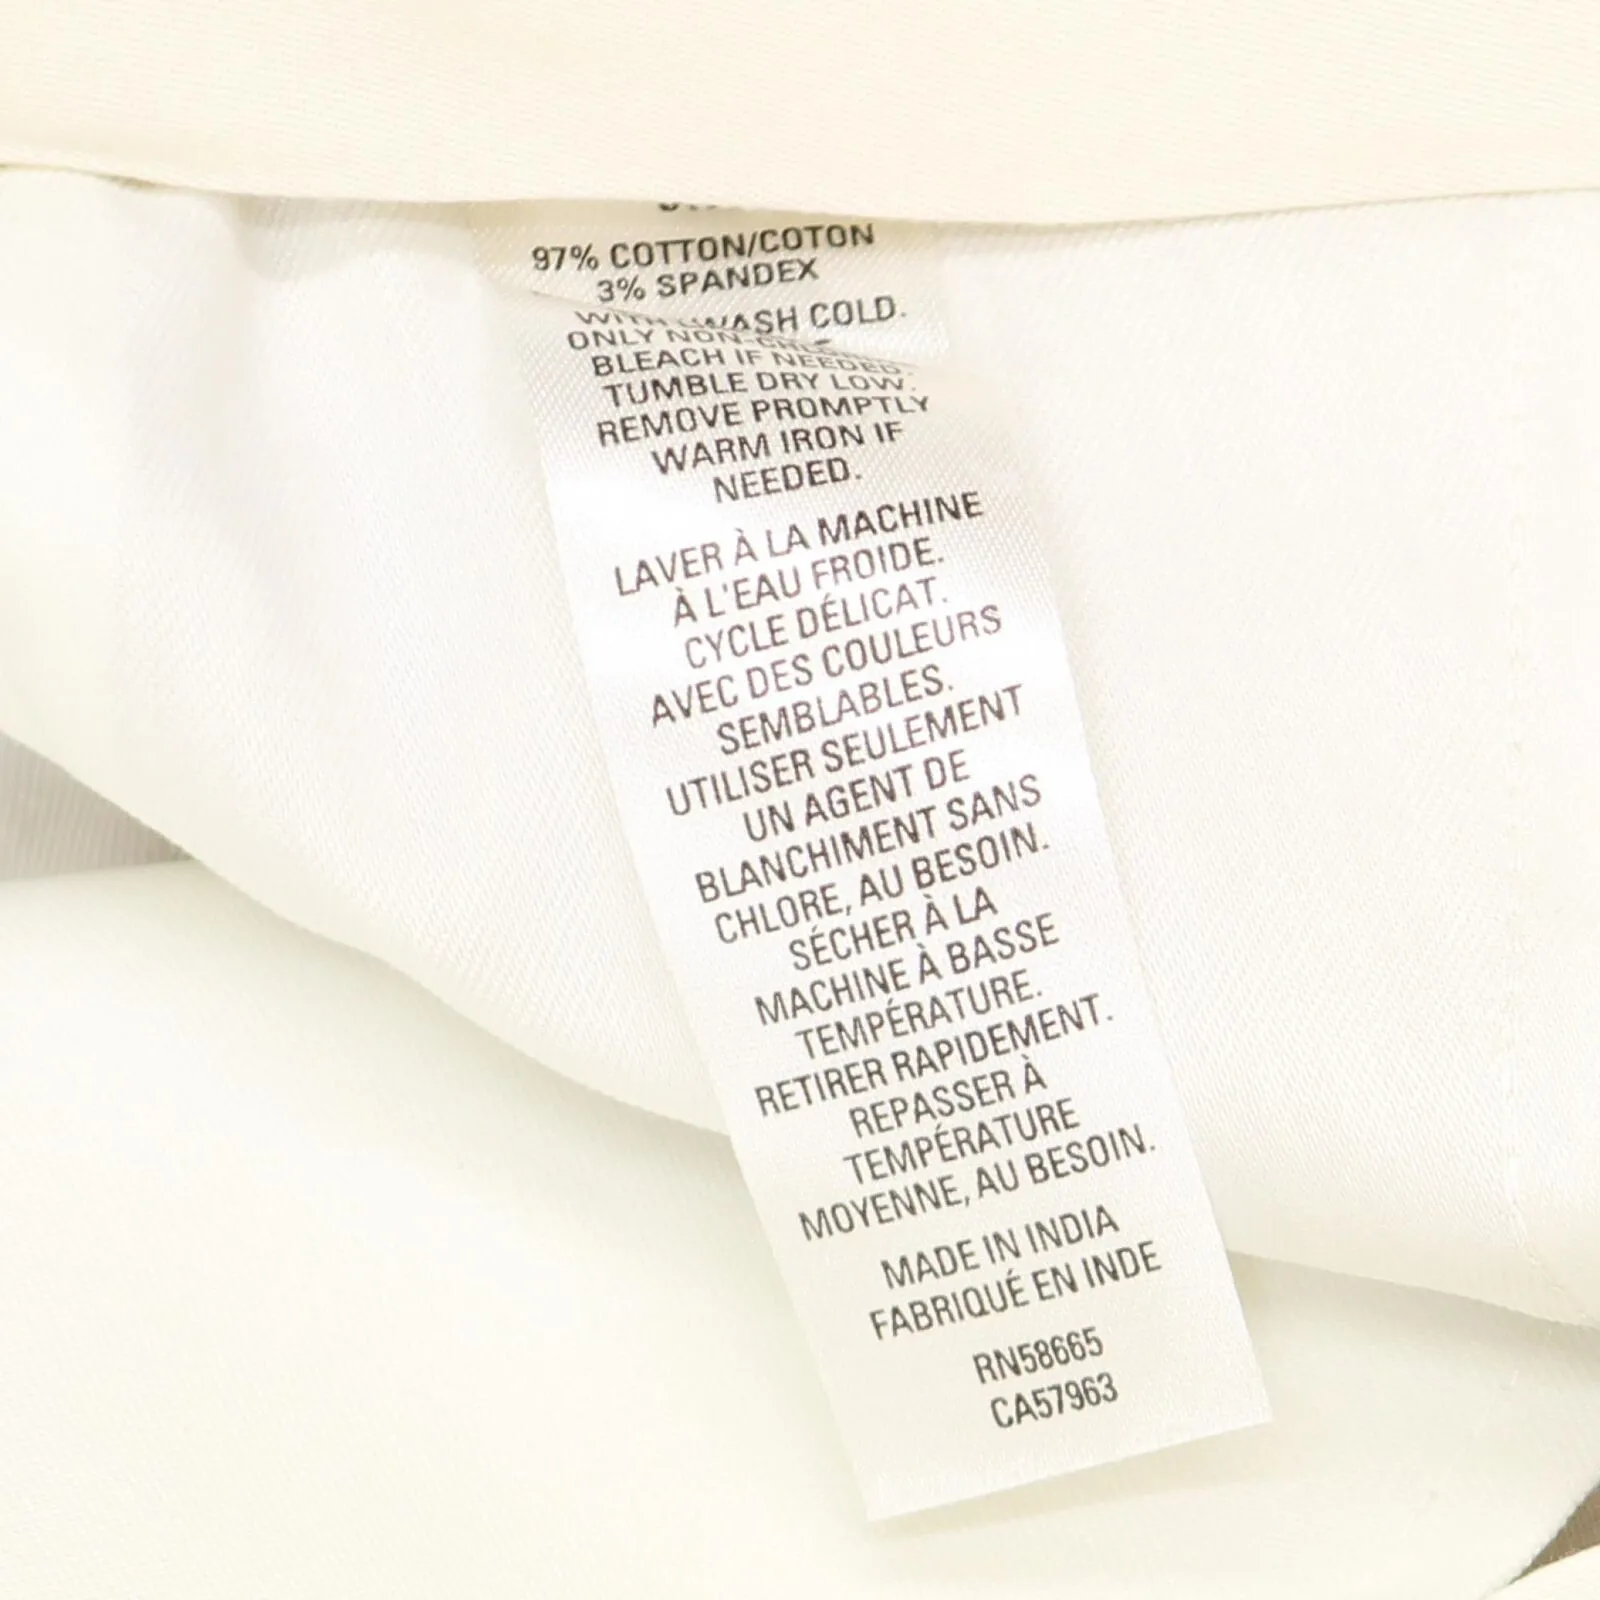 97% COTTON/COTON
3% SPANDEX
WASH COLD.
ONLY NON-
BLEACH IF NEEDED.
TUMBLE DRY LOW.
REMOVE PROMPTLY
WARM IRON IF
NEEDED.
LAVER À LA MACHINE
À L'EAU FROIDE.
CYCLE DÉLICAT.
AVEC DES COULEURS
SEMBLABLES.
UTILISER SEULEMENT
UN AGENT DE
BLANCHIMENT SANS
CHLORE, AU BESOIN.
SÉCHER À LA
MACHINE À BASSE
TEMPÉRATURE.
RETIRER RAPIDEMENT.
REPASSER À
TEMPÉRATURE
MOYENNE, AU BESOIN.
MADE IN INDIA
FABRIQUÉ EN INDE
RN58665
CA57963